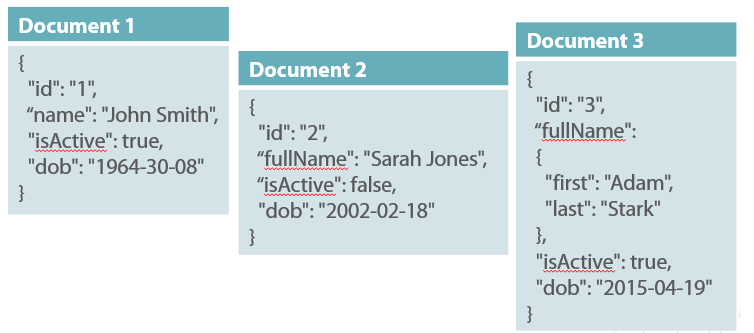 Document 1
{
"id": "1",
“name": "John Smith",
"isActive": true,
"dob": "1964-30-08"
}
Document 2
{
"id": "2",
“fullName": "Sarah Jones",
“isActive": false,
"dob": "2002-02-18"
}
Document 3
{
"id": "3",
“fullName":
{
"first": "Adam",
"last": "Stark"
},
"isActive": true,
"dob": "2015-04-19"
}